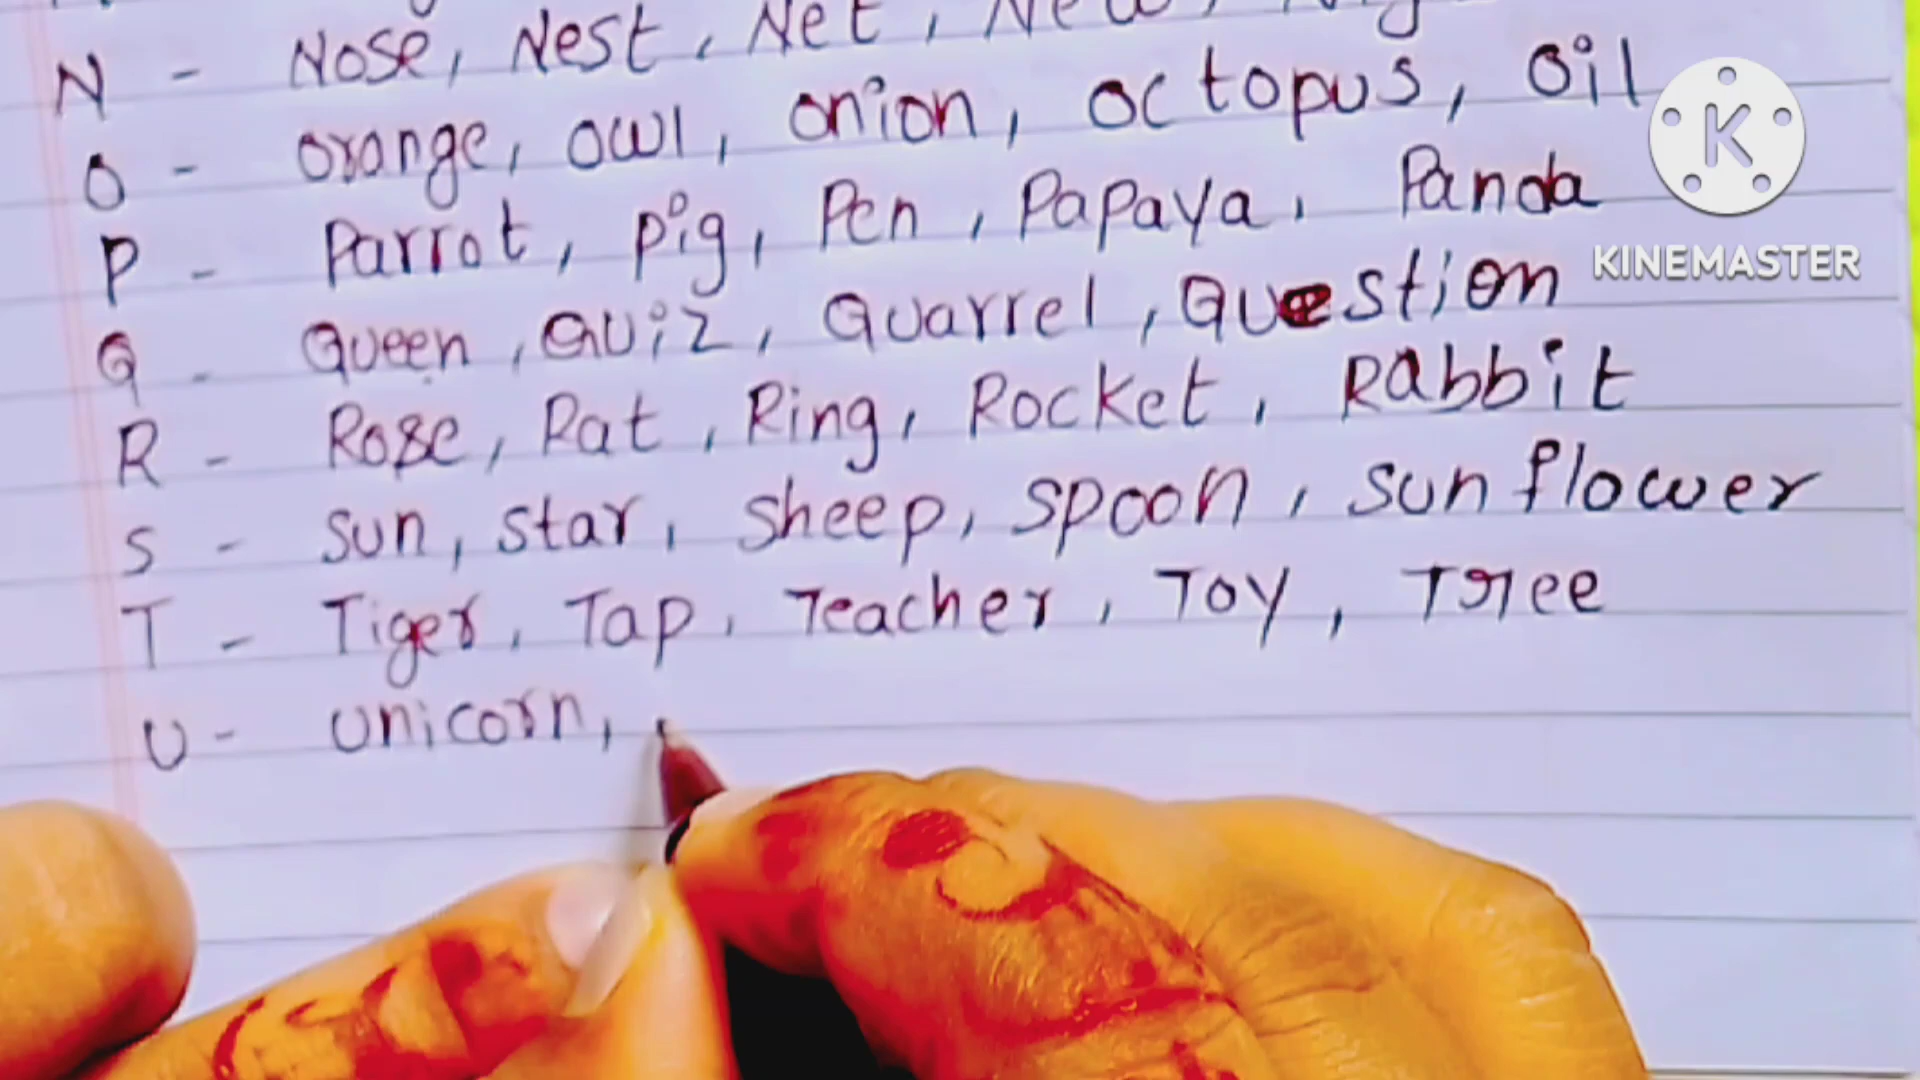 N - Nose, Nest, Net, New,
O - Orange, Owl, Onion, Octopus, Oil
P - Parrot, Pig, Pen, Papaya, Panda
Q - Queen, Quiz, Quarrel, Question
R - Rose, Rat, Ring, Rocket, Rabbit
S - Sun, Star, Sheep, Spoon, Sunflower
T - Tiger, Tap, Teacher, Toy, Tree
U - Unicorn,
K
KINEMASTER